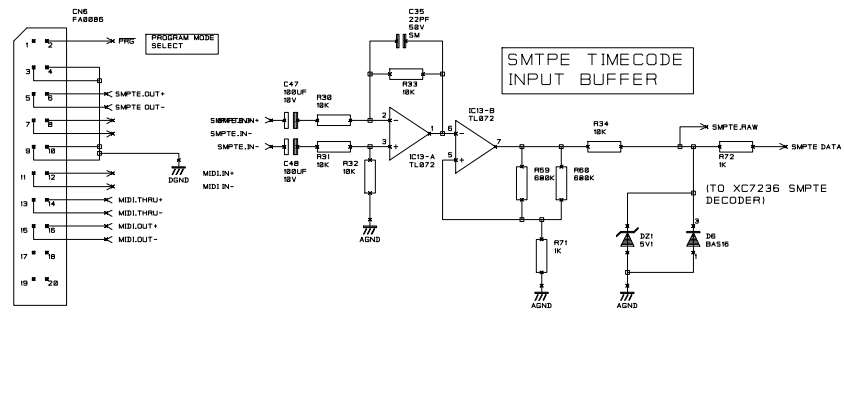 CN6
FA0086
1 2
PRG
PROGRAM MODE
SELECT
3 4
5 6
SMPTE.OUT+
SMPTE OUT-
7 8
9 10
DGND
11 12
MIDI.IN+
MIDI IN-
13 14
MIDI.THRU+
MIDI.THRU-
15 16
MIDI.OUT+
MIDI.OUT-
17 18
19 20
SMPTE.IN+
SMPTE.IN-
SMPTE.IN-
C47
100UF
10V
C48
100UF
10V
R30
10K
R31
10K
R32
10K
AGND
C35
22PF
50V
SM
R33
10K
2
3
1
IC13-A
TL072
IC13-B
TL072
6
5
7
R59
680K
R60
680K
R71
1K
AGND
SMTPE TIMECODE
INPUT BUFFER
R34
10K
SMPTE.RAW
R72
1K
SMPTE DATA
(TO XC7236 SMPTE
DECODER)
DZ1
5V1
3
D6
BAS16
1
AGND